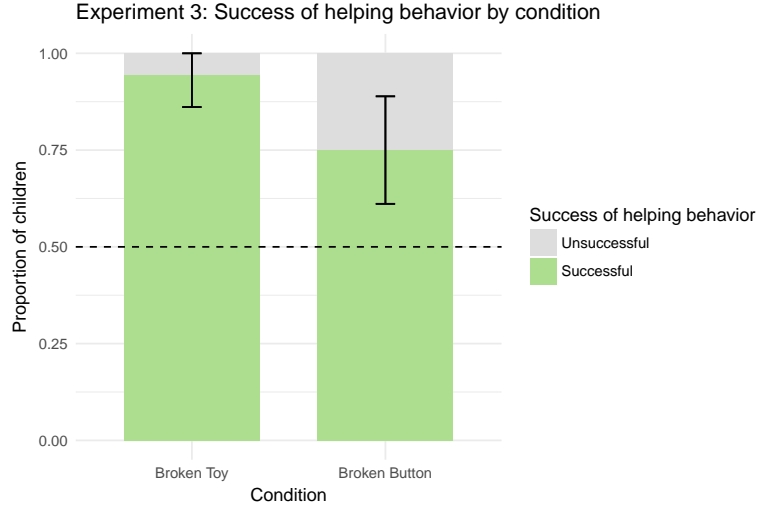 Experiment 3: Success of helping behavior by condition
1.00
0.75
0.50
0.25
0.00
Proportion of children
Broken Toy
Broken Button
Condition
Success of helping behavior
Unsuccessful
Successful